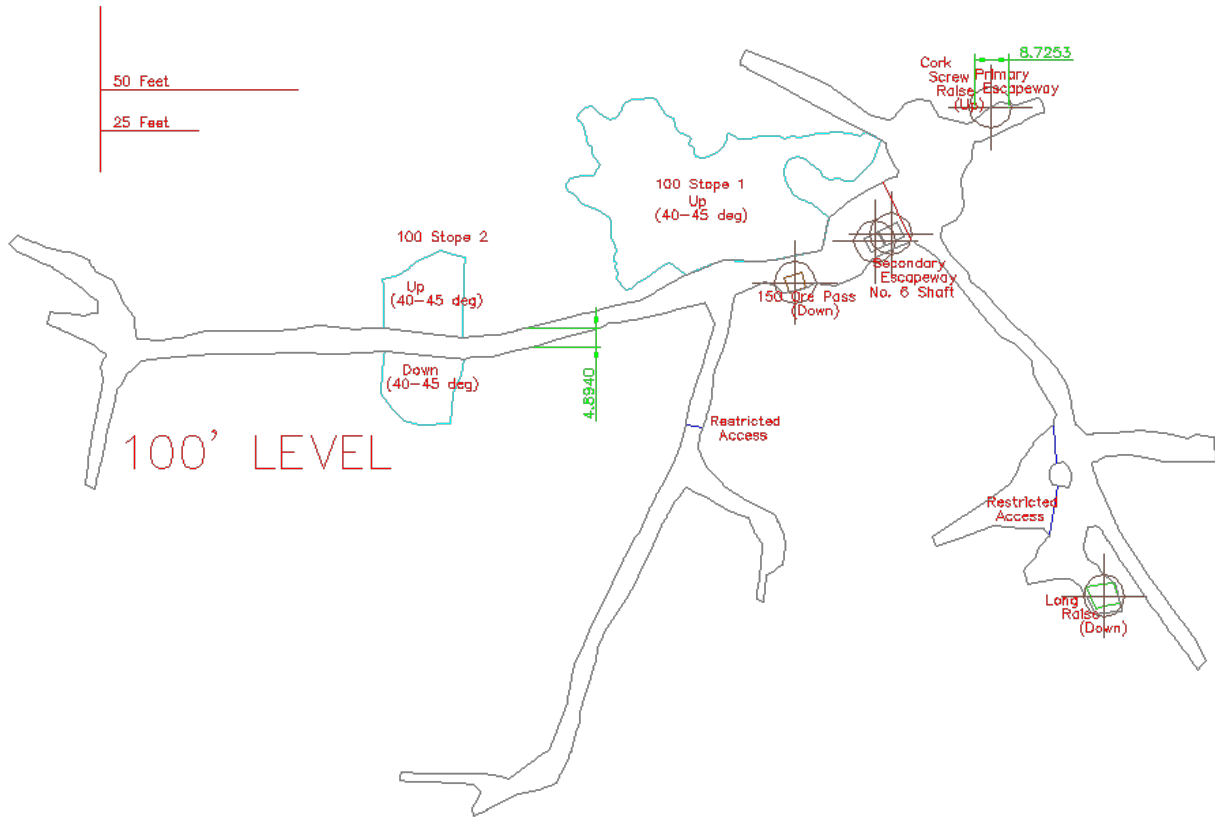 50 Feet
25 Feet
8.7253
Cork
Screw
Raise
(Up)
Primary
Escapeway
100 Stope 1
Up
(40-45 deg)
100 Stope 2
Up
(40-45 deg)
Down
(40-45 deg)
4.8940
150 Ore Pass
(Down)
Secondary
Escapeway
No. 6 Shaft
100' LEVEL
Restricted
Access
Restricted
Access
Long
Raise
(Down)